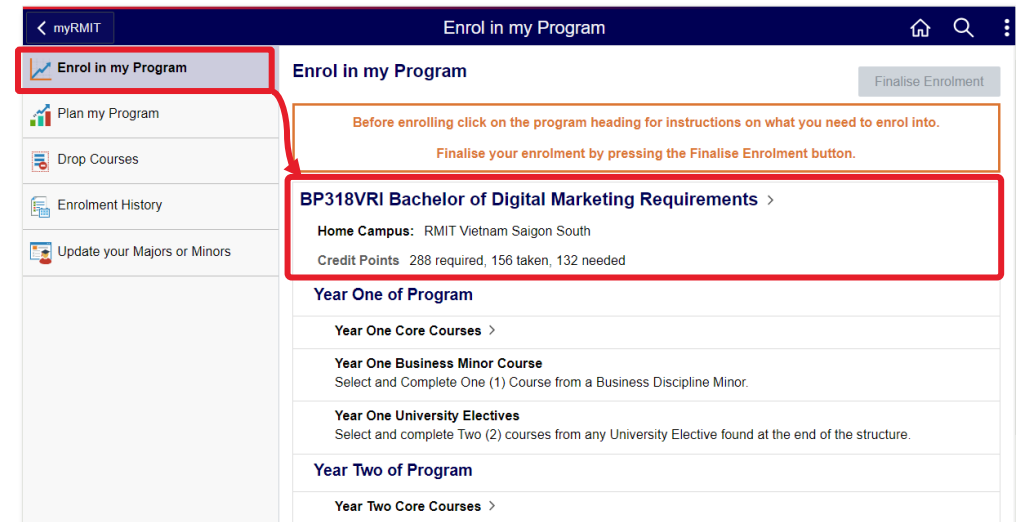 myRMIT
Enrol in my Program
Enrol in my Program
Plan my Program
Drop Courses
Enrolment History
Update your Majors or Minors
Enrol in my Program
Finalise Enrolment
Before enrolling click on the program heading for instructions on what you need to enrol into.
Finalise your enrolment by pressing the Finalise Enrolment button.
BP318VRI Bachelor of Digital Marketing Requirements >
Home Campus: RMIT Vietnam Saigon South
Credit Points 288 required, 156 taken, 132 needed
Year One of Program
Year One Core Courses >
Year One Business Minor Course
Select and Complete One (1) Course from a Business Discipline Minor.
Year One University Electives
Select and complete Two (2) courses from any University Elective found at the end of the structure.
Year Two of Program
Year Two Core Courses >